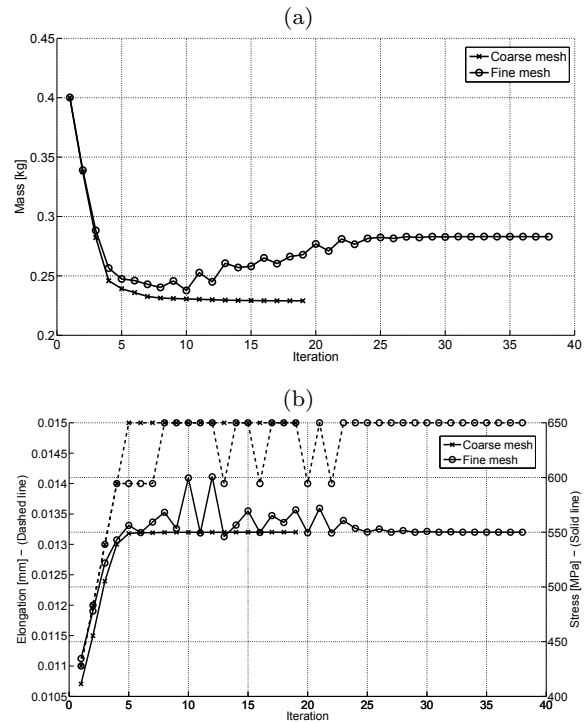 (a)
0.45
0.4
0.35
0.3
0.25
0.2
Mass [kg]
Coarse mesh
Fine mesh
0 5 10 15 20 25 30 35 40
Iteration
(b)
0.015
0.0145
0.014
0.0135
0.013
0.0125
0.012
0.0115
0.011
0.0105
Elongation [mm] − (Dashed line)
Coarse mesh
Fine mesh
650
600
550
500
450
400
Stress [MPa] − (Solid line)
0 5 10 15 20 25 30 35 40
Iteration